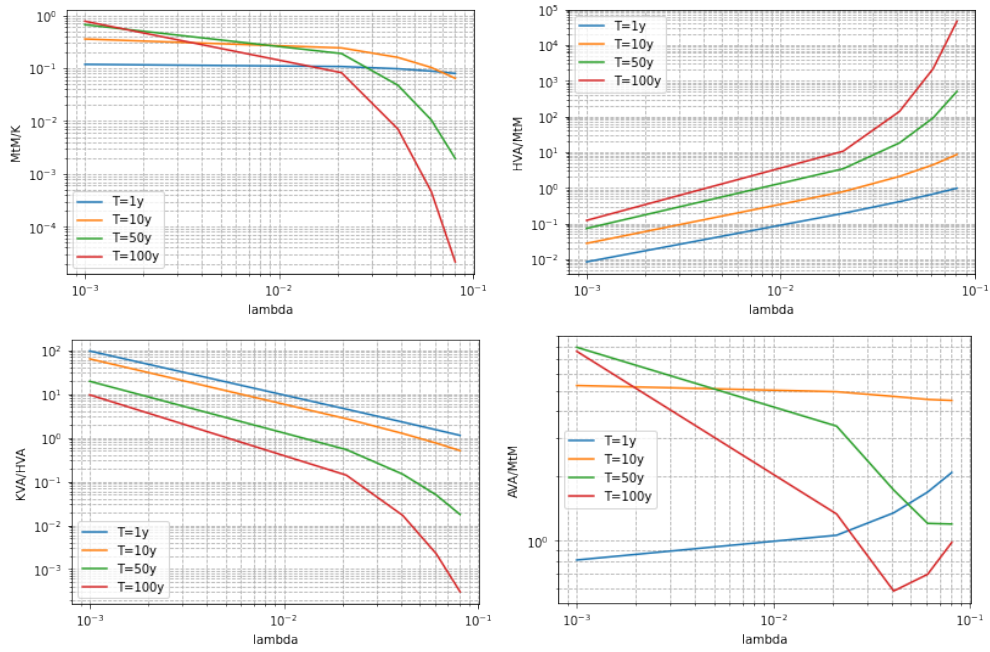 MtM/K
10⁰
10⁻¹
10⁻²
10⁻³
10⁻⁴
T=1y
T=10y
T=50y
T=100y
10⁻³
10⁻²
10⁻¹
lambda
HVA/MtM
10⁵
10⁴
10³
10²
10¹
10⁰
10⁻¹
10⁻²
T=1y
T=10y
T=50y
T=100y
10⁻³
10⁻²
10⁻¹
lambda
KVA/HVA
10²
10¹
10⁰
10⁻¹
10⁻²
10⁻³
T=1y
T=10y
T=50y
T=100y
10⁻³
10⁻²
10⁻¹
lambda
AVA/MtM
10⁰
T=1y
T=10y
T=50y
T=100y
10⁻³
10⁻²
10⁻¹
lambda